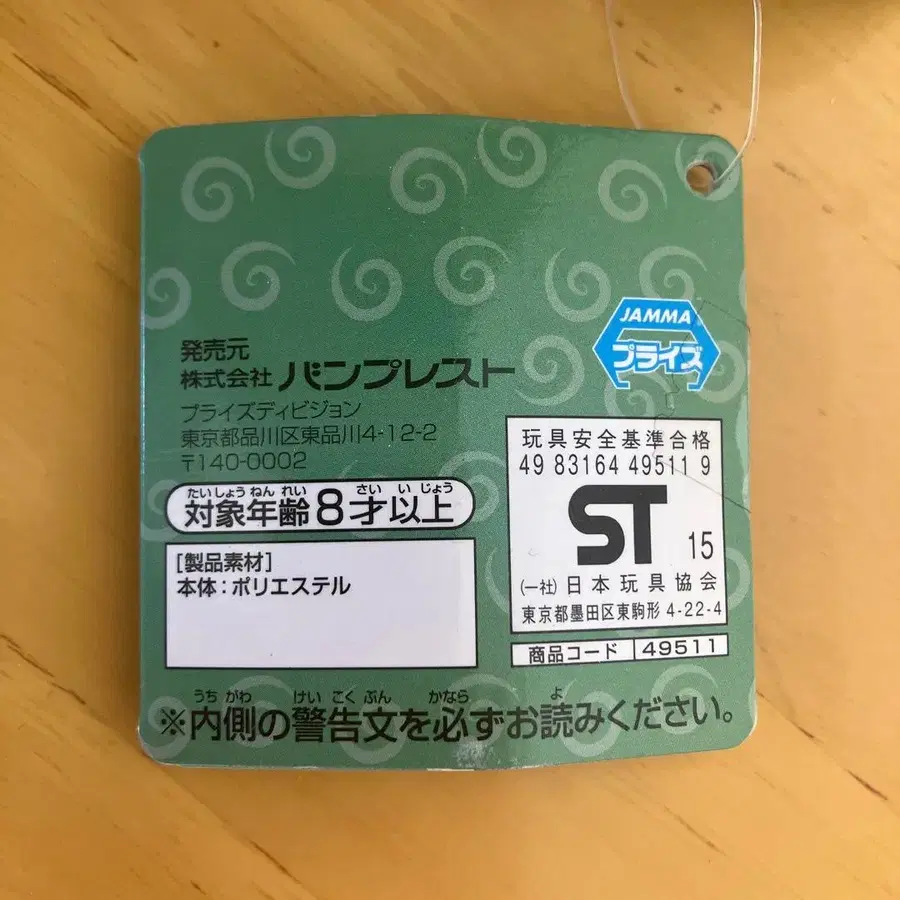 JAMMA
プライズ
発売元
株式会社 バンプレスト
プライズディビジョン
東京都品川区東品川4-12-2
〒140-0002
たいしょうねんれい さい いじょう
対象年齢8才以上
[製品素材]
本体:ポリエステル
玩具安全基準合格
49 83164 49511 9
ST 15
(一社)日本玩具協会
東京都墨田区東駒形 4-22-4
商品コード 49511
うちがわ けいこくぶん かなら よ
※内側の警告文を必ずお読みください。